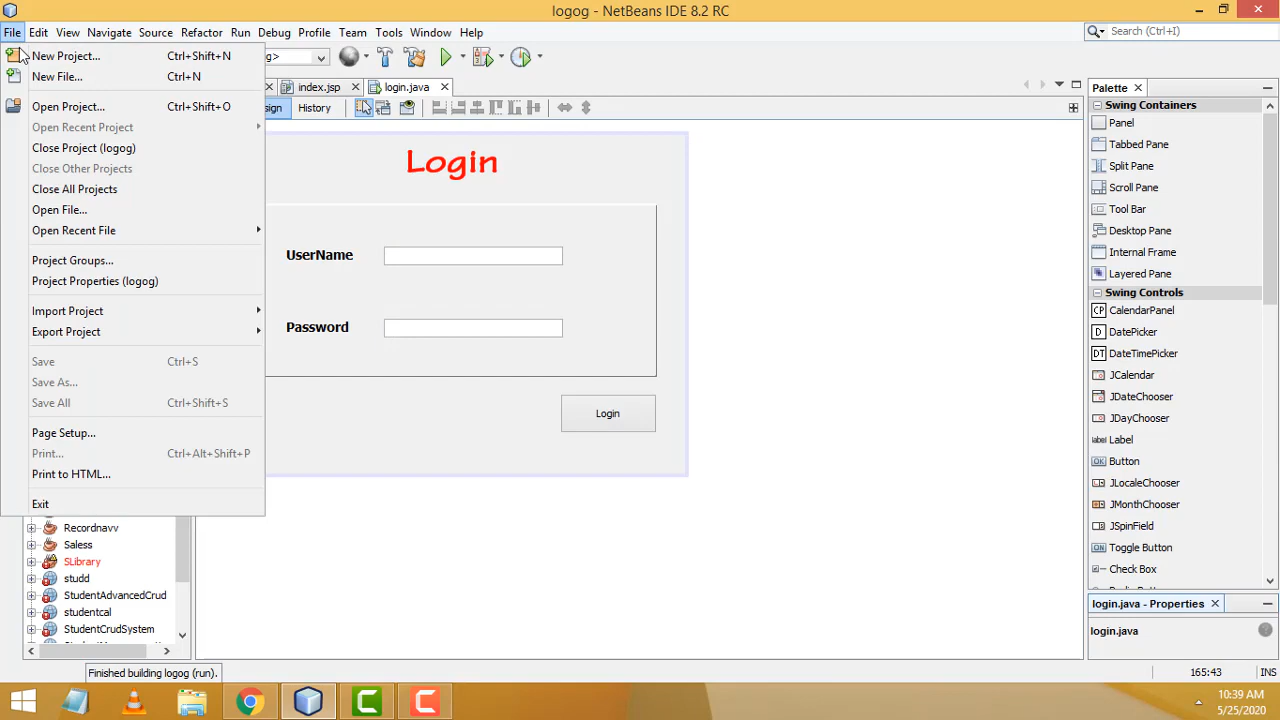 logog - NetBeans IDE 8.2 RC
File Edit View Navigate Source Refactor Run Debug Profile Team Tools Window Help
Search (Ctrl+I)
New Project... Ctrl+Shift+N
New File... Ctrl+N
Open Project... Ctrl+Shift+O
Open Recent Project
Close Project (logog)
Close Other Projects
Close All Projects
Open File...
Open Recent File
Project Groups...
Project Properties (logog)
Import Project
Export Project
Save Ctrl+S
Save As...
Save All Ctrl+Shift+S
Page Setup...
Print... Ctrl+Alt+Shift+P
Print to HTML...
Exit
index.jsp login.java
History
Login
UserName
Password
Login
Recordnavv
Saless
SLibrary
studd
StudentAdvancedCrud
studentcal
StudentCrudSystem
Palette
Swing Containers
Panel
Tabbed Pane
Split Pane
Scroll Pane
Tool Bar
Desktop Pane
Internal Frame
Layered Pane
Swing Controls
CP CalendarPanel
D DatePicker
DT DateTimePicker
JCalendar
JDateChooser
JDayChooser
label Label
OK Button
JLocaleChooser
JMonthChooser
JSpinField
ON Toggle Button
Check Box
login.java - Properties
login.java
Finished building logog (run).
165:43 INS
10:39 AM
5/25/2020